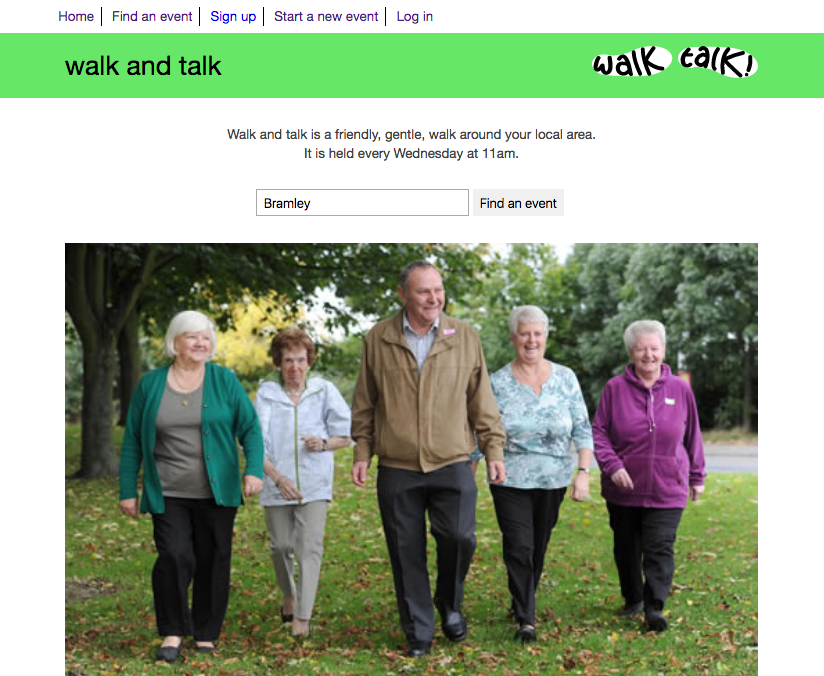 Home
Find an event
Sign up
Start a new event
Log in
walk and talk
walk talk!
Walk and talk is a friendly, gentle, walk around your local area.
It is held every Wednesday at 11am.
Bramley
Find an event